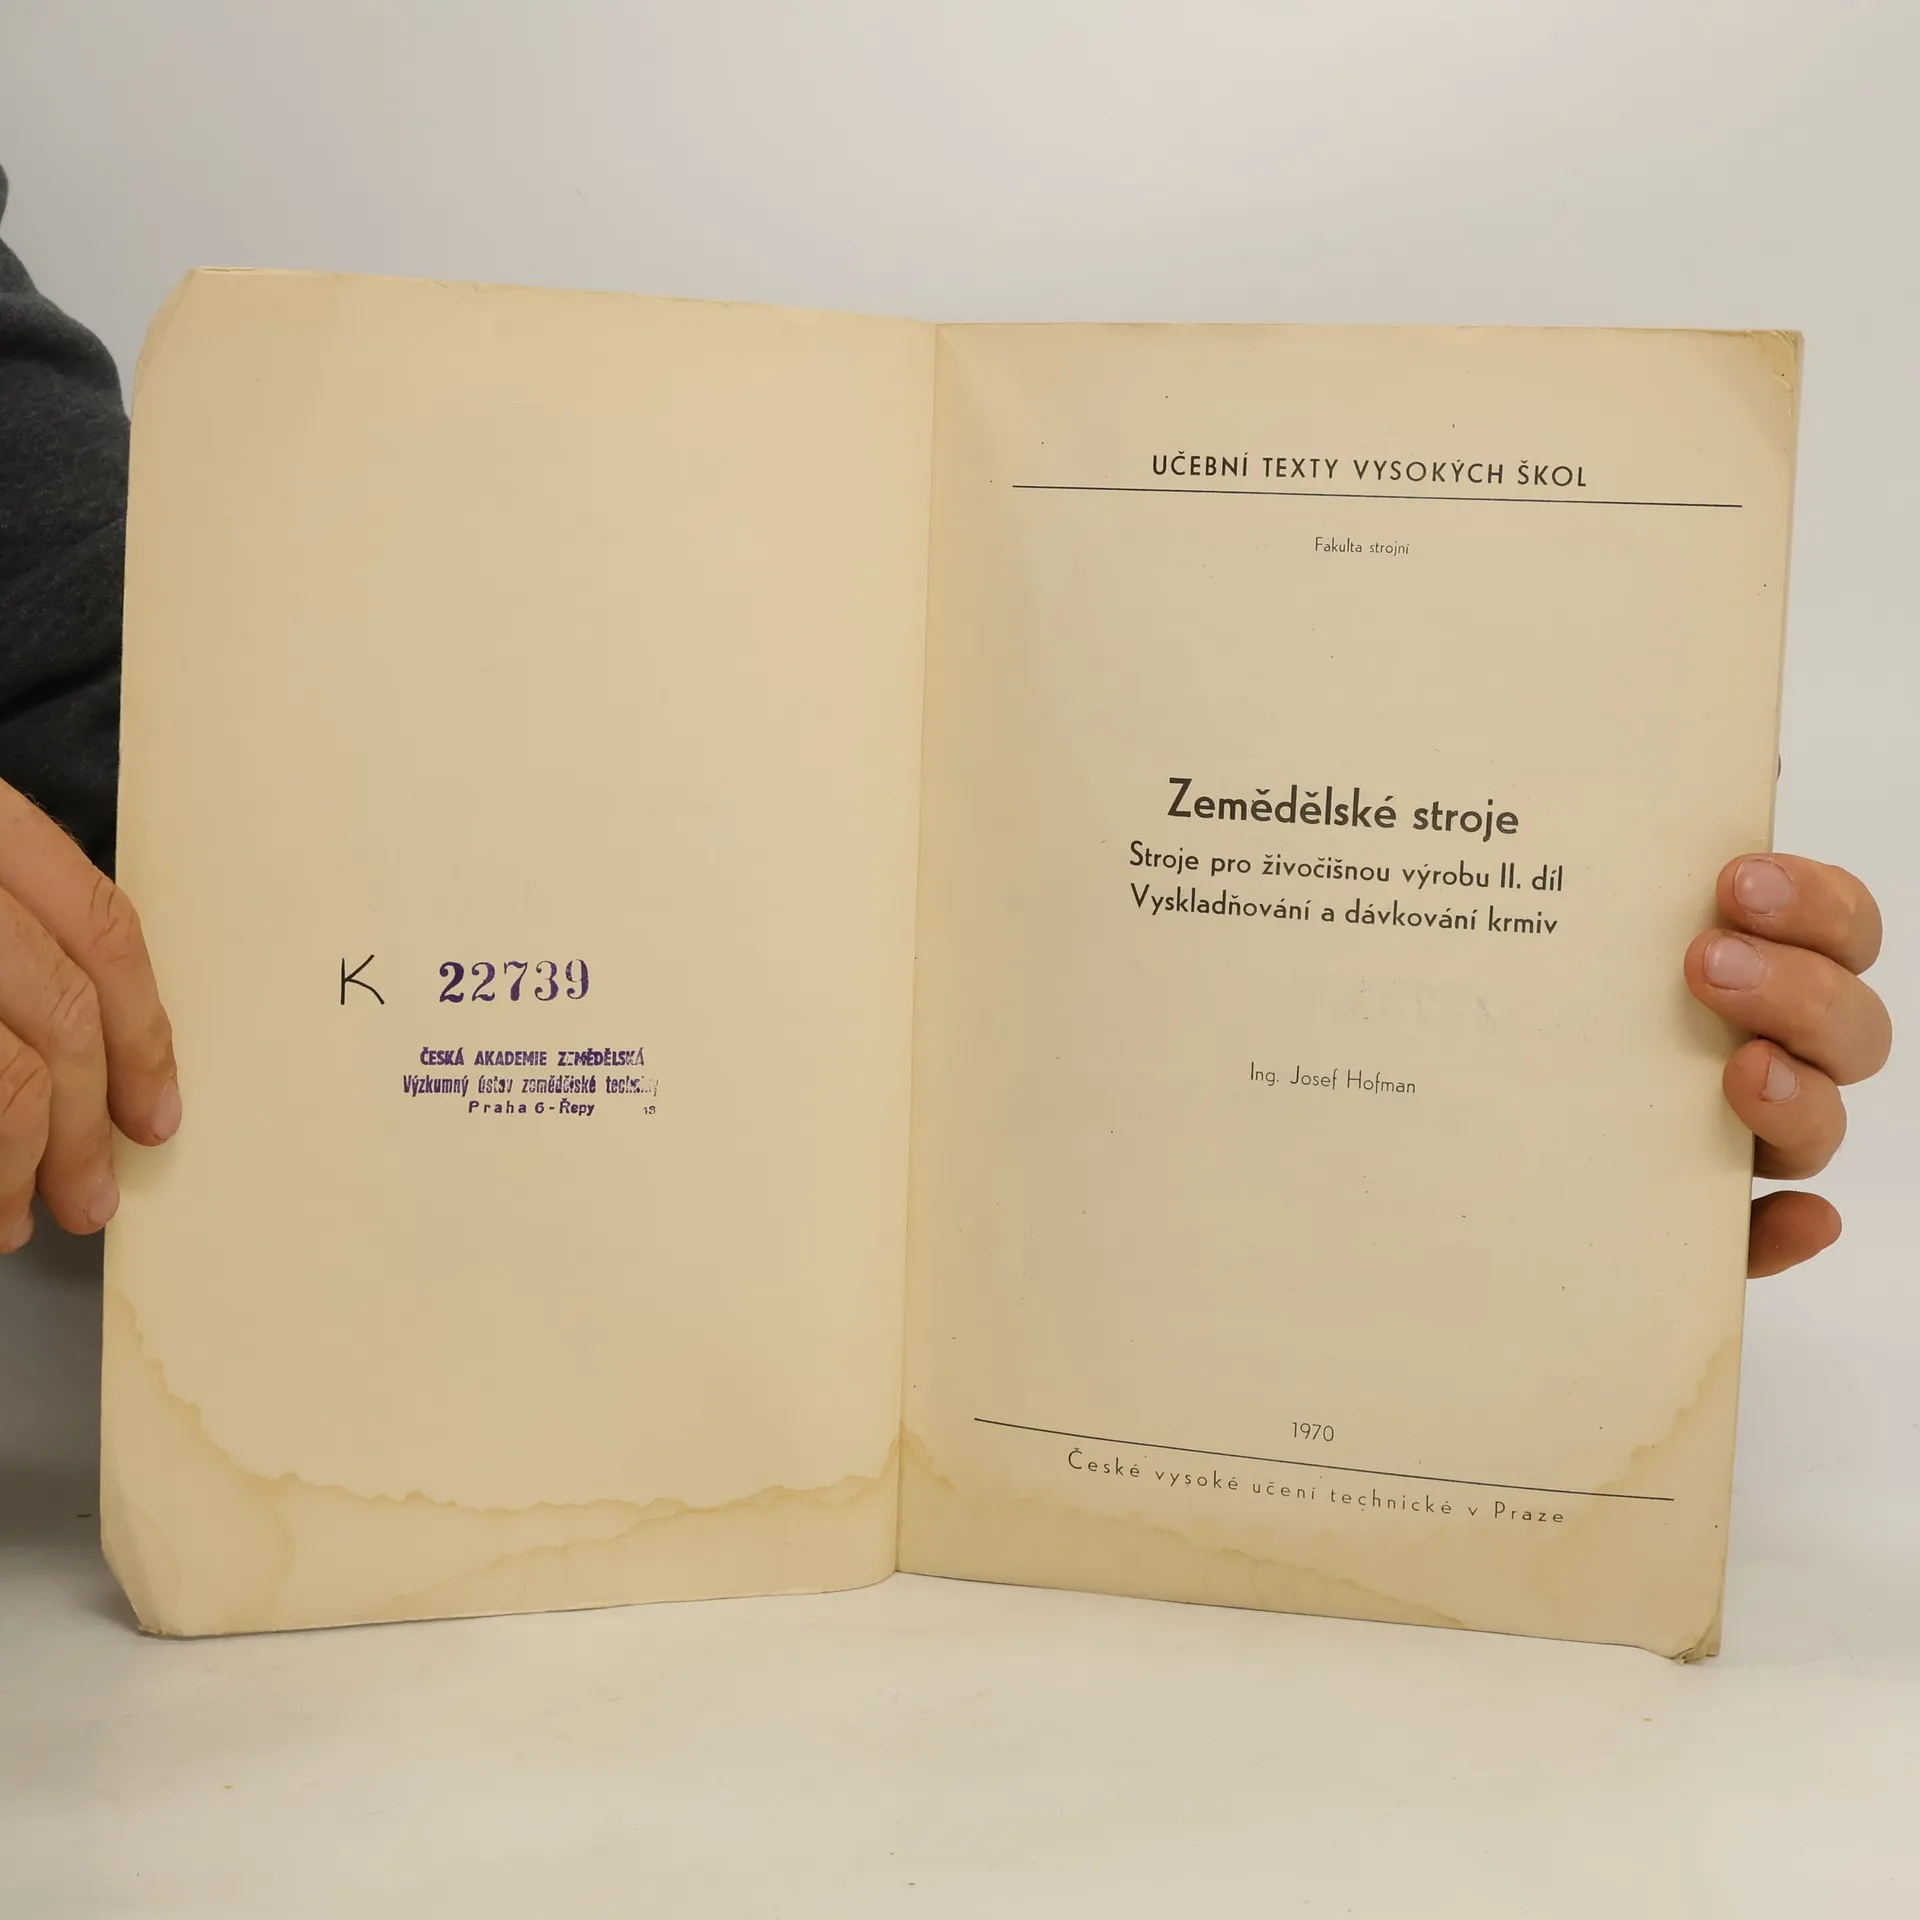 K 22739
ČESKÁ AKADEMIE ZEMĚDĚLSKÁ
Výzkumný ústav zemědělské techniky
Praha 6 - Řepy 13
UČEBNÍ TEXTY VYSOKÝCH ŠKOL
Fakulta strojní
Zemědělské stroje
Stroje pro živočišnou výrobu II. díl
Vyskladňování a dávkování krmiv
Ing. Josef Hofman
1970
České vysoké učení technické v Praze